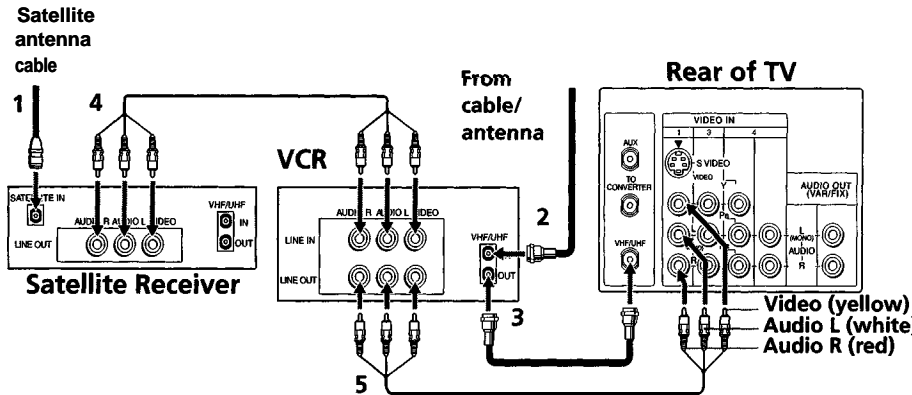 Satellite
antenna
cable
1
4
From
cable/
antenna
Rear of TV
VCR
2
SATELLITE IN
LINE OUT
AUDIO R AUDIO L VIDEO
VHF/UHF
IN
OUT
Satellite Receiver
AUDIO R AUDIO L VIDEO
LINE IN
LINE OUT
VHF/UHF
OUT
3
5
VIDEO IN
1 3 4
AUX
TO
CONVERTER
VHF/UHF
S VIDEO
VIDEO
Y
PB
L
R
AUDIO OUT
(VAR/FIX)
L
(MONO)
AUDIO
R
Video (yellow)
Audio L (white)
Audio R (red)